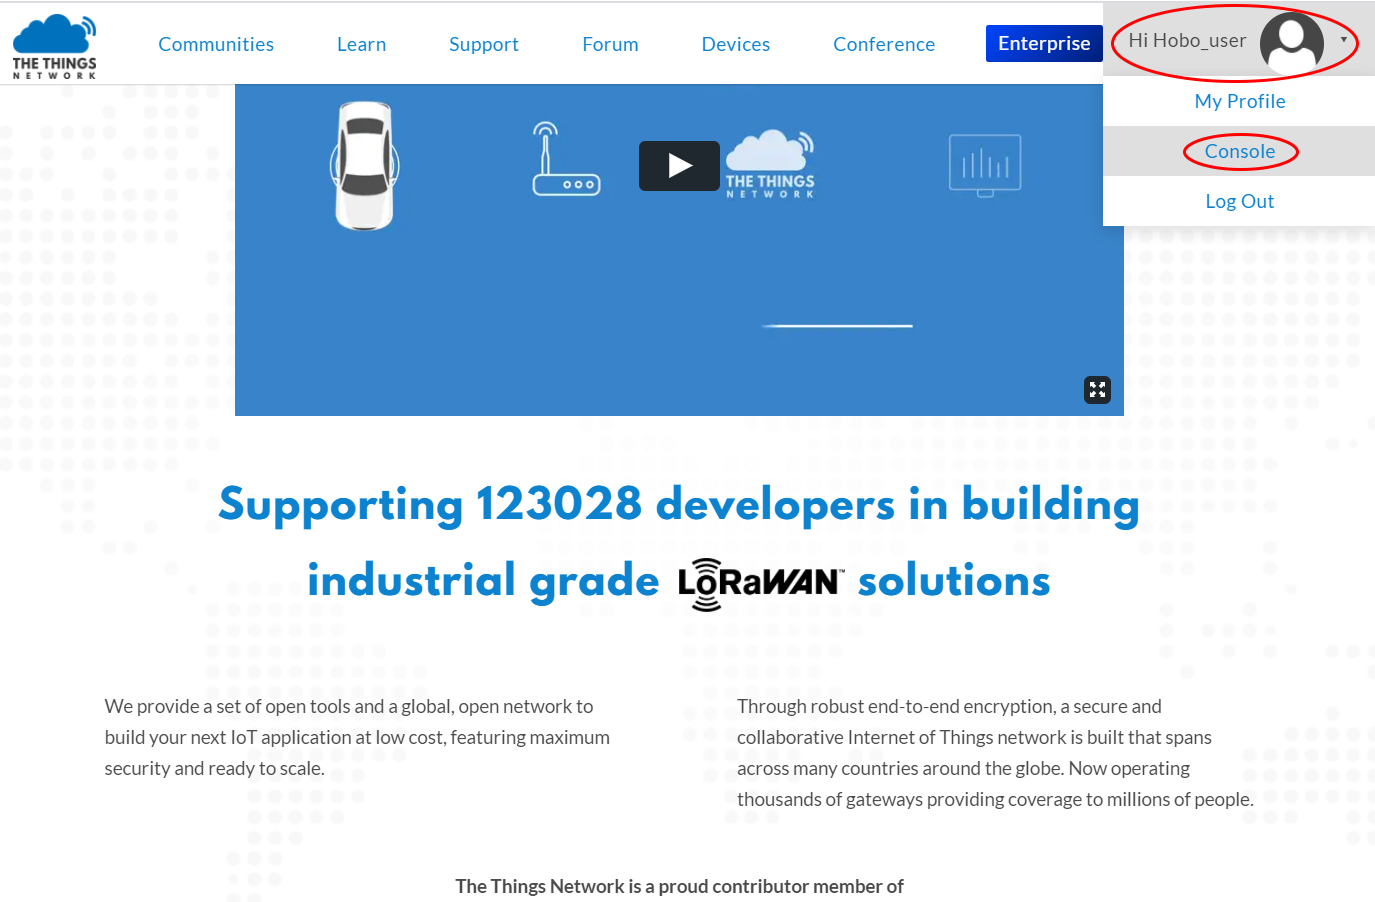 THE THINGS
NETWORK
Communities
Learn
Support
Forum
Devices
Conference
Enterprise
Hi Hobo_user
My Profile
Console
Log Out
THE THINGS
NETWORK
Supporting 123028 developers in building
industrial grade LoRaWAN™ solutions
We provide a set of open tools and a global, open network to
build your next IoT application at low cost, featuring maximum
security and ready to scale.
Through robust end-to-end encryption, a secure and
collaborative Internet of Things network is built that spans
across many countries around the globe. Now operating
thousands of gateways providing coverage to millions of people.
The Things Network is a proud contributor member of